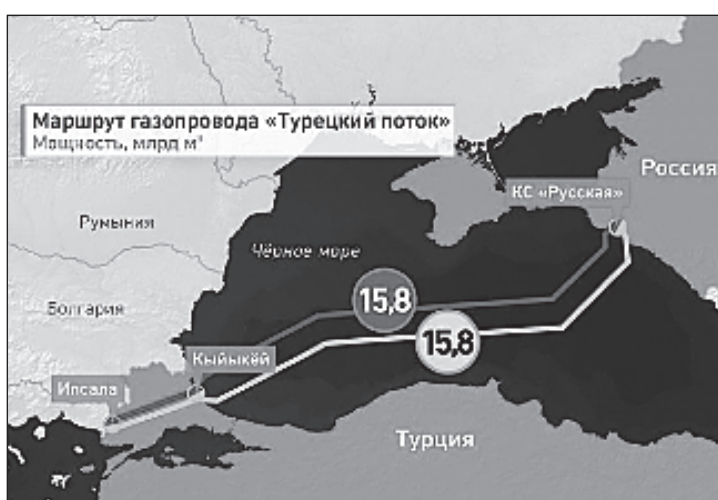 Маршрут газопровода «Турецкий поток»
Мощность, млрд м³
Россия
КС «Русская»
Румыния
Чёрное море
Болгария
15,8
15,8
Кыйыкёй
Ипсала
Турция